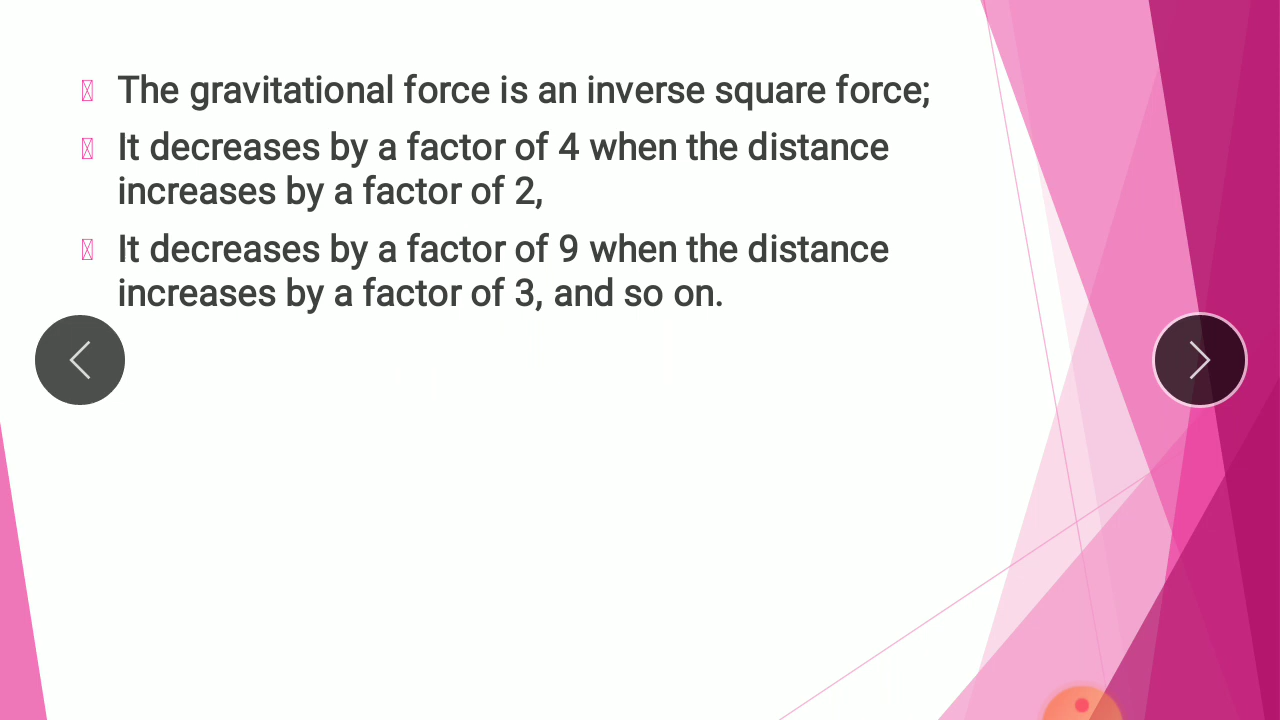 The gravitational force is an inverse square force;
It decreases by a factor of 4 when the distance
increases by a factor of 2,
It decreases by a factor of 9 when the distance
increases by a factor of 3, and so on.